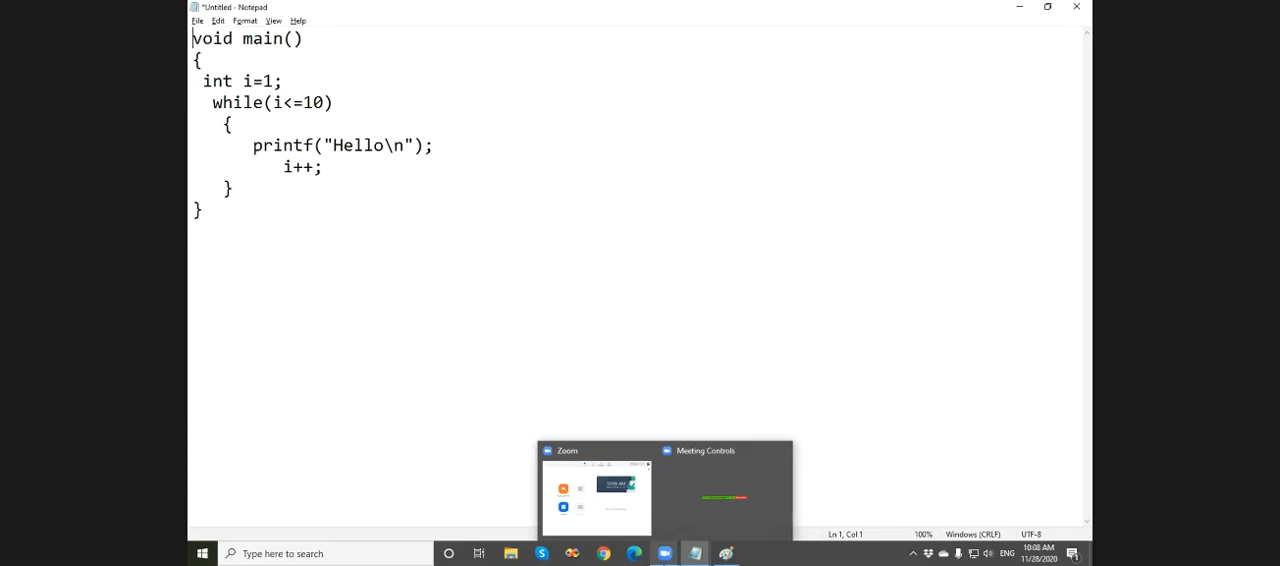 *Untitled - Notepad
File Edit Format View Help
void main()
{
int i=1;
while(i<=10)
{
printf("Hello\n");
i++;
}
}
Zoom
Meeting Controls
Ln 1, Col 1
100%
Windows (CRLF)
UTF-8
Type here to search
ENG
10:08 AM
11/28/2020